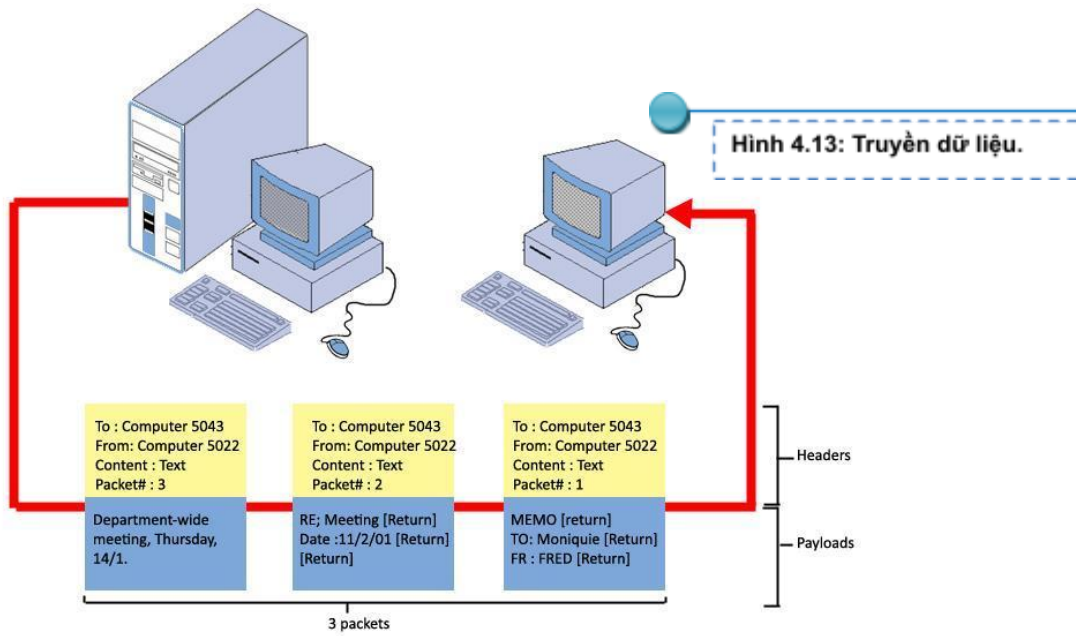 Hình 4.13: Truyền dữ liệu.
To : Computer 5043
From: Computer 5022
Content : Text
Packet# : 3
Department-wide
meeting, Thursday,
14/1.
To : Computer 5043
From: Computer 5022
Content : Text
Packet# : 2
RE; Meeting [Return]
Date :11/2/01 [Return]
[Return]
To : Computer 5043
From: Computer 5022
Content : Text
Packet# : 1
MEMO [return]
TO: Moniquie [Return]
FR : FRED [Return]
Headers
Payloads
3 packets